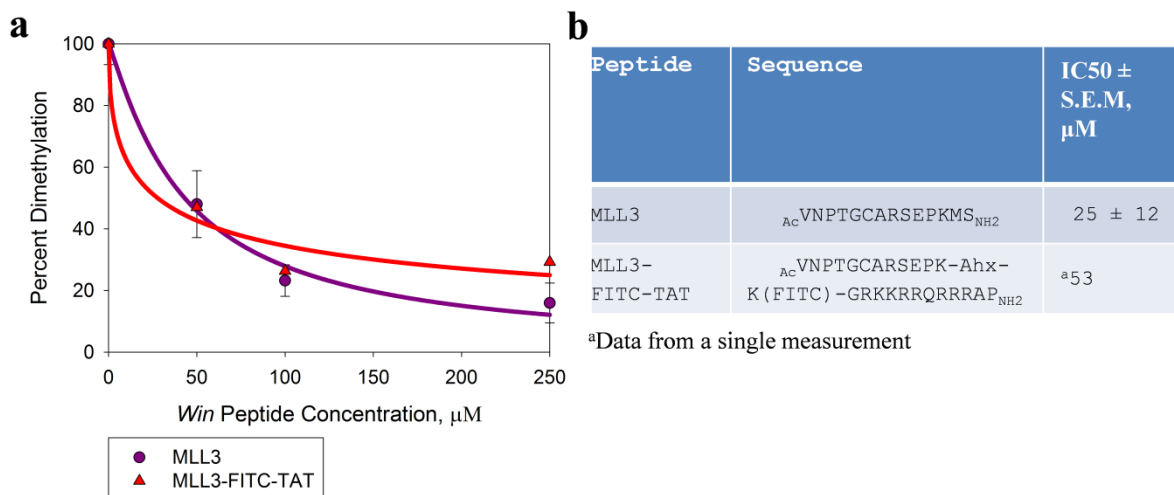 a
100
80
60
40
20
0
Percent Dimethylation
0 50 100 150 200 250
Win Peptide Concentration, μM
MLL3
MLL3-FITC-TAT
b
Peptide Sequence IC50 ±
S.E.M,
μM
MLL3 AcVNPTGCARSEPKMSNH2 25 ± 12
MLL3- AcVNPTGCARSEPK-Ahx- a53
FITC-TAT K(FITC)-GRKKRRQRRRAPNH2
aData from a single measurement